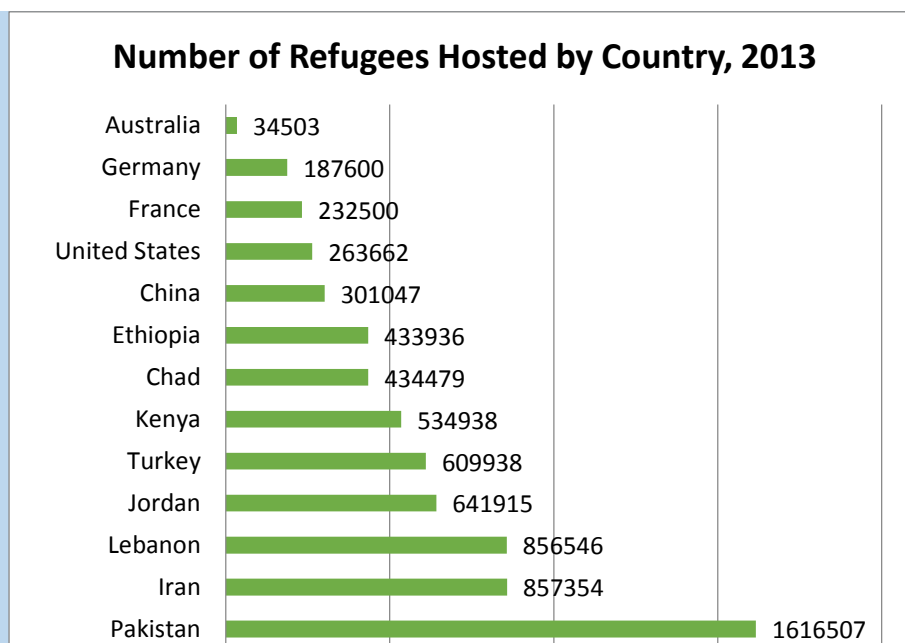 Number of Refugees Hosted by Country, 2013
Australia 34503
Germany 187600
France 232500
United States 263662
China 301047
Ethiopia 433936
Chad 434479
Kenya 534938
Turkey 609938
Jordan 641915
Lebanon 856546
Iran 857354
Pakistan 1616507